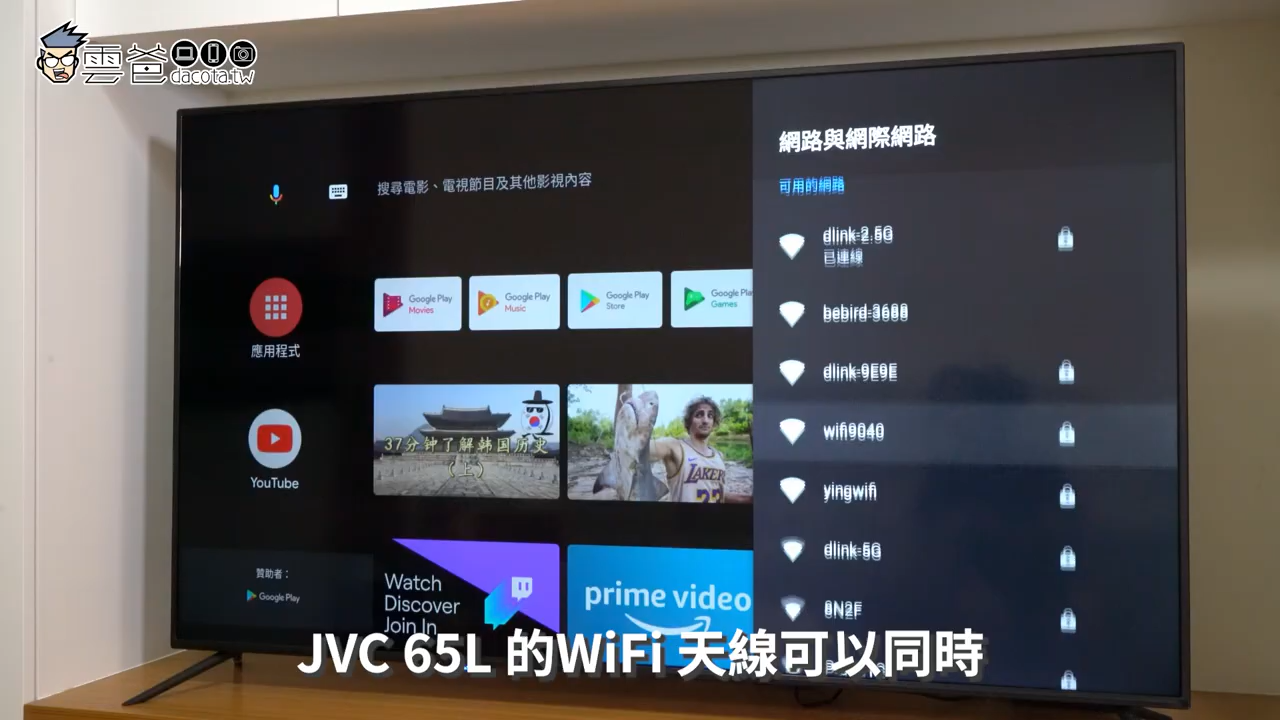 雲爸
dacota.tw
搜尋電影、電視節目及其他影視內容
應用程式
YouTube
贊助者：
Google Play
Google Play
Movies
Google Play
Music
Google Play
Store
Google Play
Games
37分钟了解韩国历史
（上）
LAKERS
23
Watch
Discover
Join In
prime video
網路與網際網路
可用的網路
dlink-2.5G
已連線
bebird-3688
dlink-9E9E
wifi9040
yingwifi
dlink-5G
8N2F
JVC 65L 的WiFi 天線可以同時